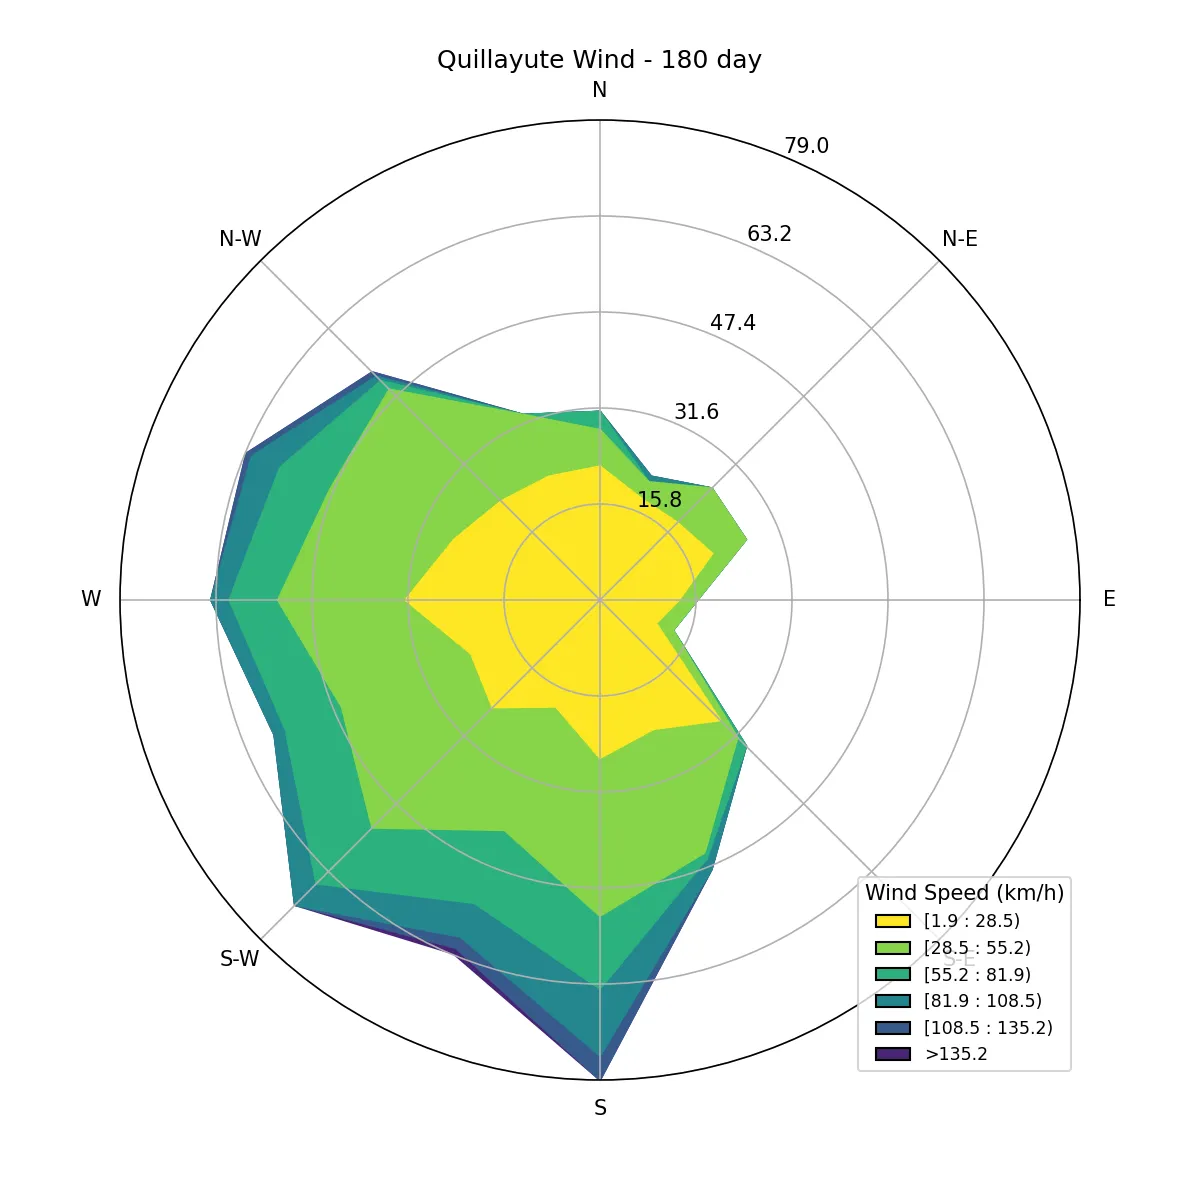 Quillayute Wind - 180 day
N
79.0
63.2
N-W
N-E
47.4
31.6
15.8
W
E
S-W
S-E
S
Wind Speed (km/h)
[1.9 : 28.5)
[28.5 : 55.2)
[55.2 : 81.9)
[81.9 : 108.5)
[108.5 : 135.2)
>135.2